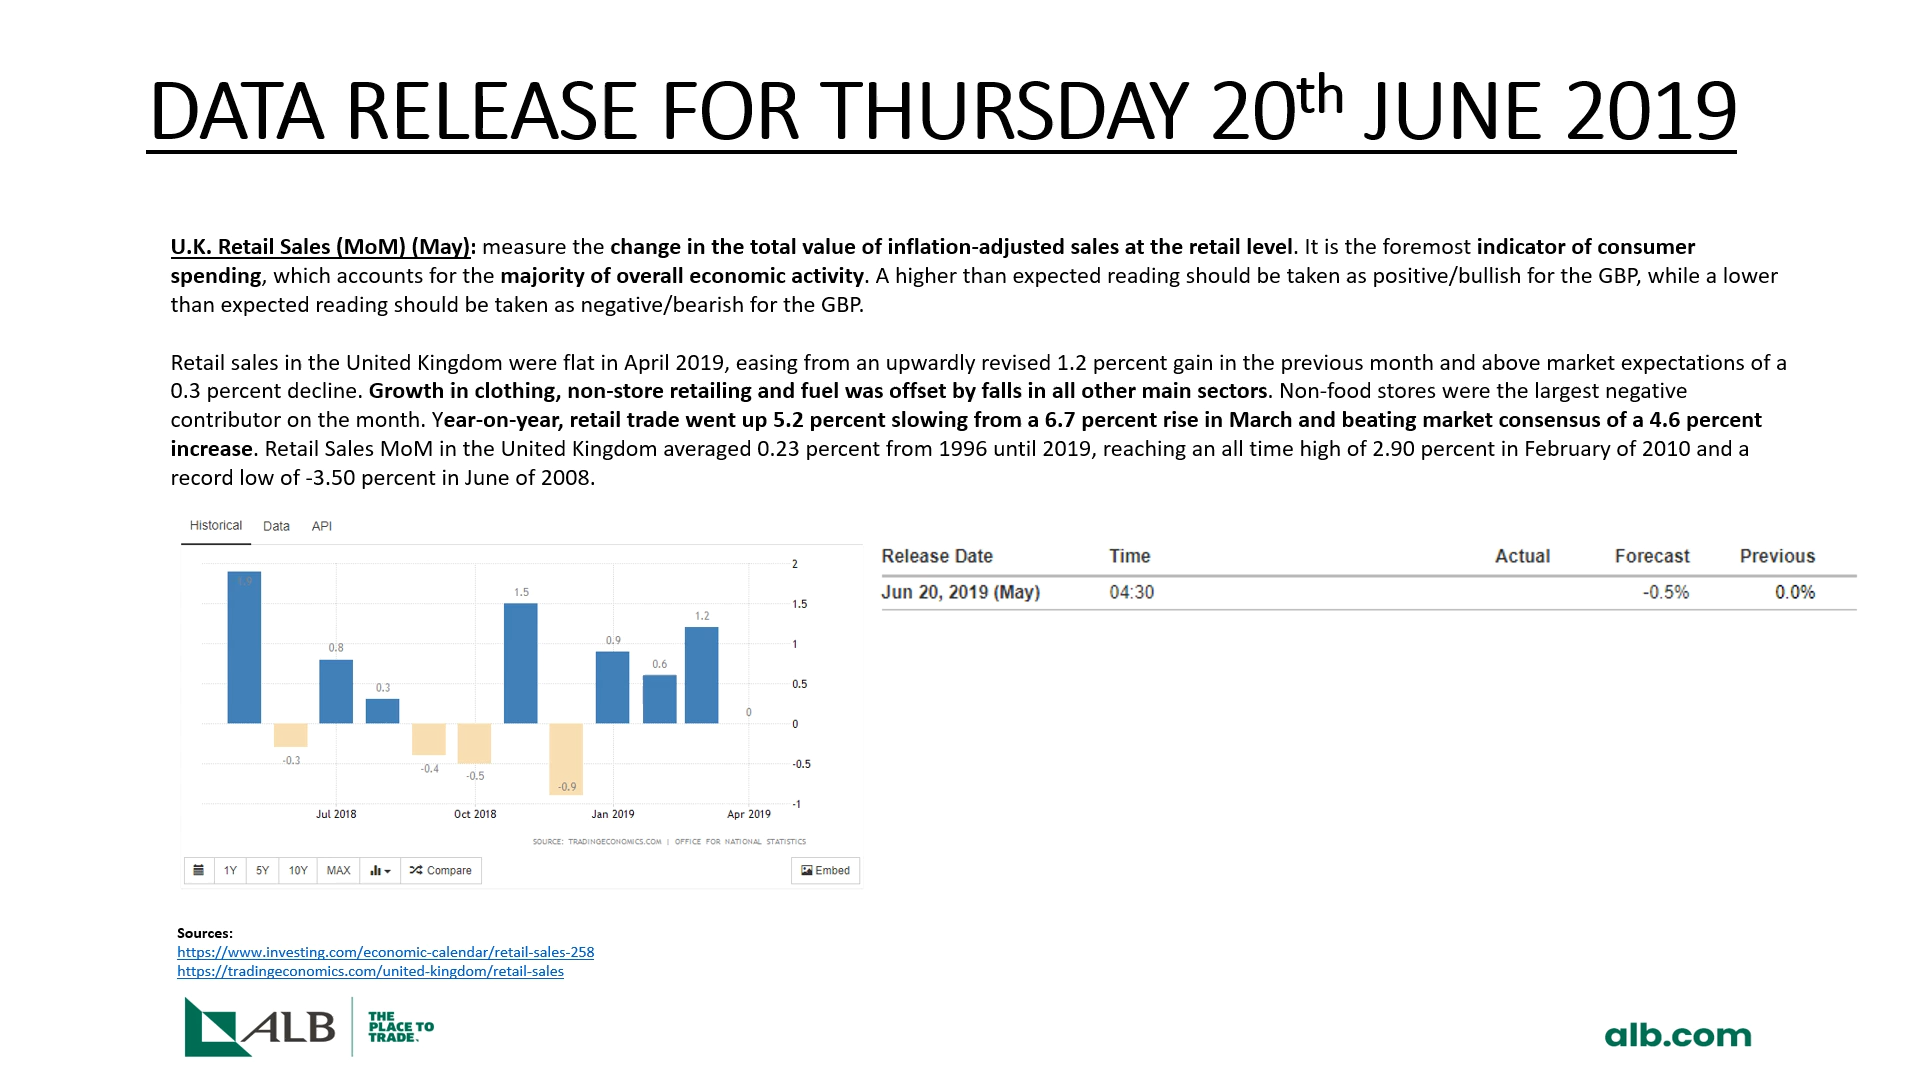 DATA RELEASE FOR THURSDAY 20th JUNE 2019
U.K. Retail Sales (MoM) (May): measure the change in the total value of inflation-adjusted sales at the retail level. It is the foremost indicator of consumer
spending, which accounts for the majority of overall economic activity. A higher than expected reading should be taken as positive/bullish for the GBP, while a lower
than expected reading should be taken as negative/bearish for the GBP.
Retail sales in the United Kingdom were flat in April 2019, easing from an upwardly revised 1.2 percent gain in the previous month and above market expectations of a
0.3 percent decline. Growth in clothing, non-store retailing and fuel was offset by falls in all other main sectors. Non-food stores were the largest negative
contributor on the month. Year-on-year, retail trade went up 5.2 percent slowing from a 6.7 percent rise in March and beating market consensus of a 4.6 percent
increase. Retail Sales MoM in the United Kingdom averaged 0.23 percent from 1996 until 2019, reaching an all time high of 2.90 percent in February of 2010 and a
record low of -3.50 percent in June of 2008.
Historical Data API
2
1.9
1.5
1.5
1.2
0.9
1
0.8
0.6
0.5
0.3
0
0
-0.3
-0.4
-0.5
-0.5
-0.9
-1
Jul 2018 Oct 2018 Jan 2019 Apr 2019
SOURCE: TRADINGECONOMICS.COM | OFFICE FOR NATIONAL STATISTICS
1Y 5Y 10Y MAX Compare Embed
Release Date Time Actual Forecast Previous
Jun 20, 2019 (May) 04:30 -0.5% 0.0%
Sources:
https://www.investing.com/economic-calendar/retail-sales-258
https://tradingeconomics.com/united-kingdom/retail-sales
ALB
THE
PLACE TO
TRADE.
alb.com